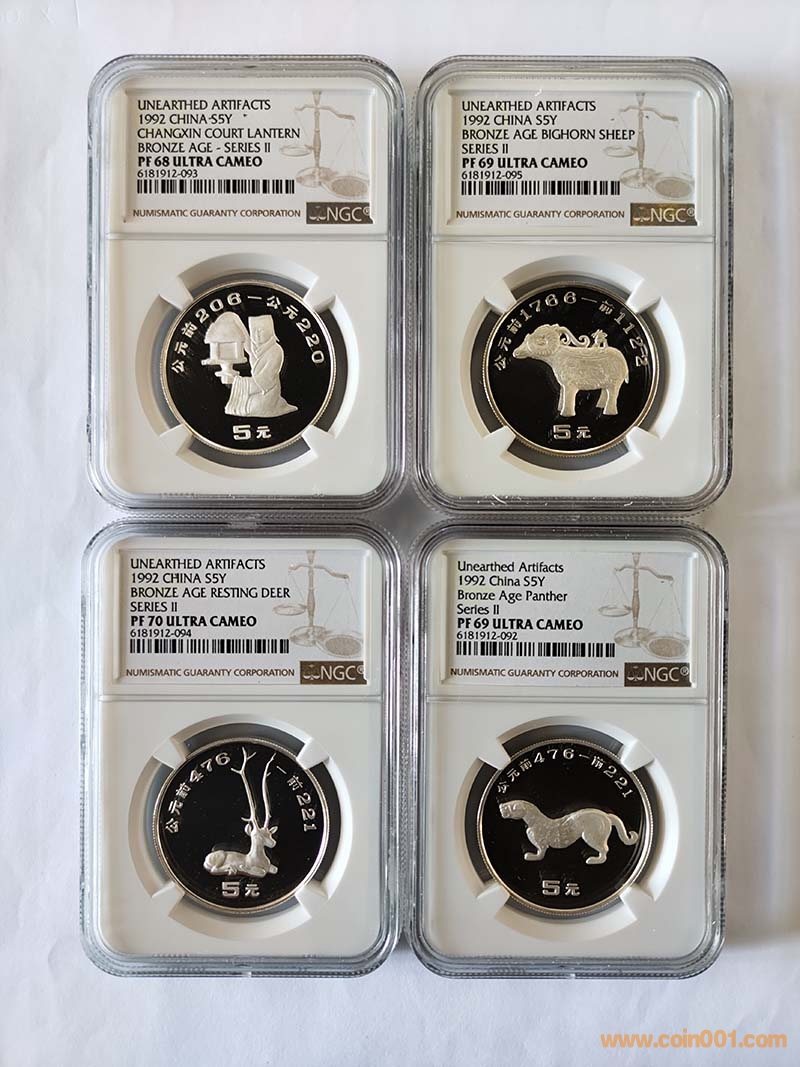 UNEARTHED ARTIFACTS
1992 CHINA S5Y
CHANGXIN COURT LANTERN
BRONZE AGE - SERIES II
PF 68 ULTRA CAMEO
6181912-093
NUMISMATIC GUARANTY CORPORATION NGC®
公元前206—公元220
5元
UNEARTHED ARTIFACTS
1992 CHINA S5Y
BRONZE AGE BIGHORN SHEEP
SERIES II
PF 69 ULTRA CAMEO
6181912-095
NUMISMATIC GUARANTY CORPORATION NGC®
公元前1766—前1122
5元
UNEARTHED ARTIFACTS
1992 CHINA S5Y
BRONZE AGE RESTING DEER
SERIES II
PF 70 ULTRA CAMEO
6181912-094
NUMISMATIC GUARANTY CORPORATION NGC®
公元前476—前221
5元
Unearthed Artifacts
1992 China S5Y
Bronze Age Panther
Series II
PF 69 ULTRA CAMEO
6181912-092
NUMISMATIC GUARANTY CORPORATION NGC®
公元前476—前221
5元
www.coin001.com